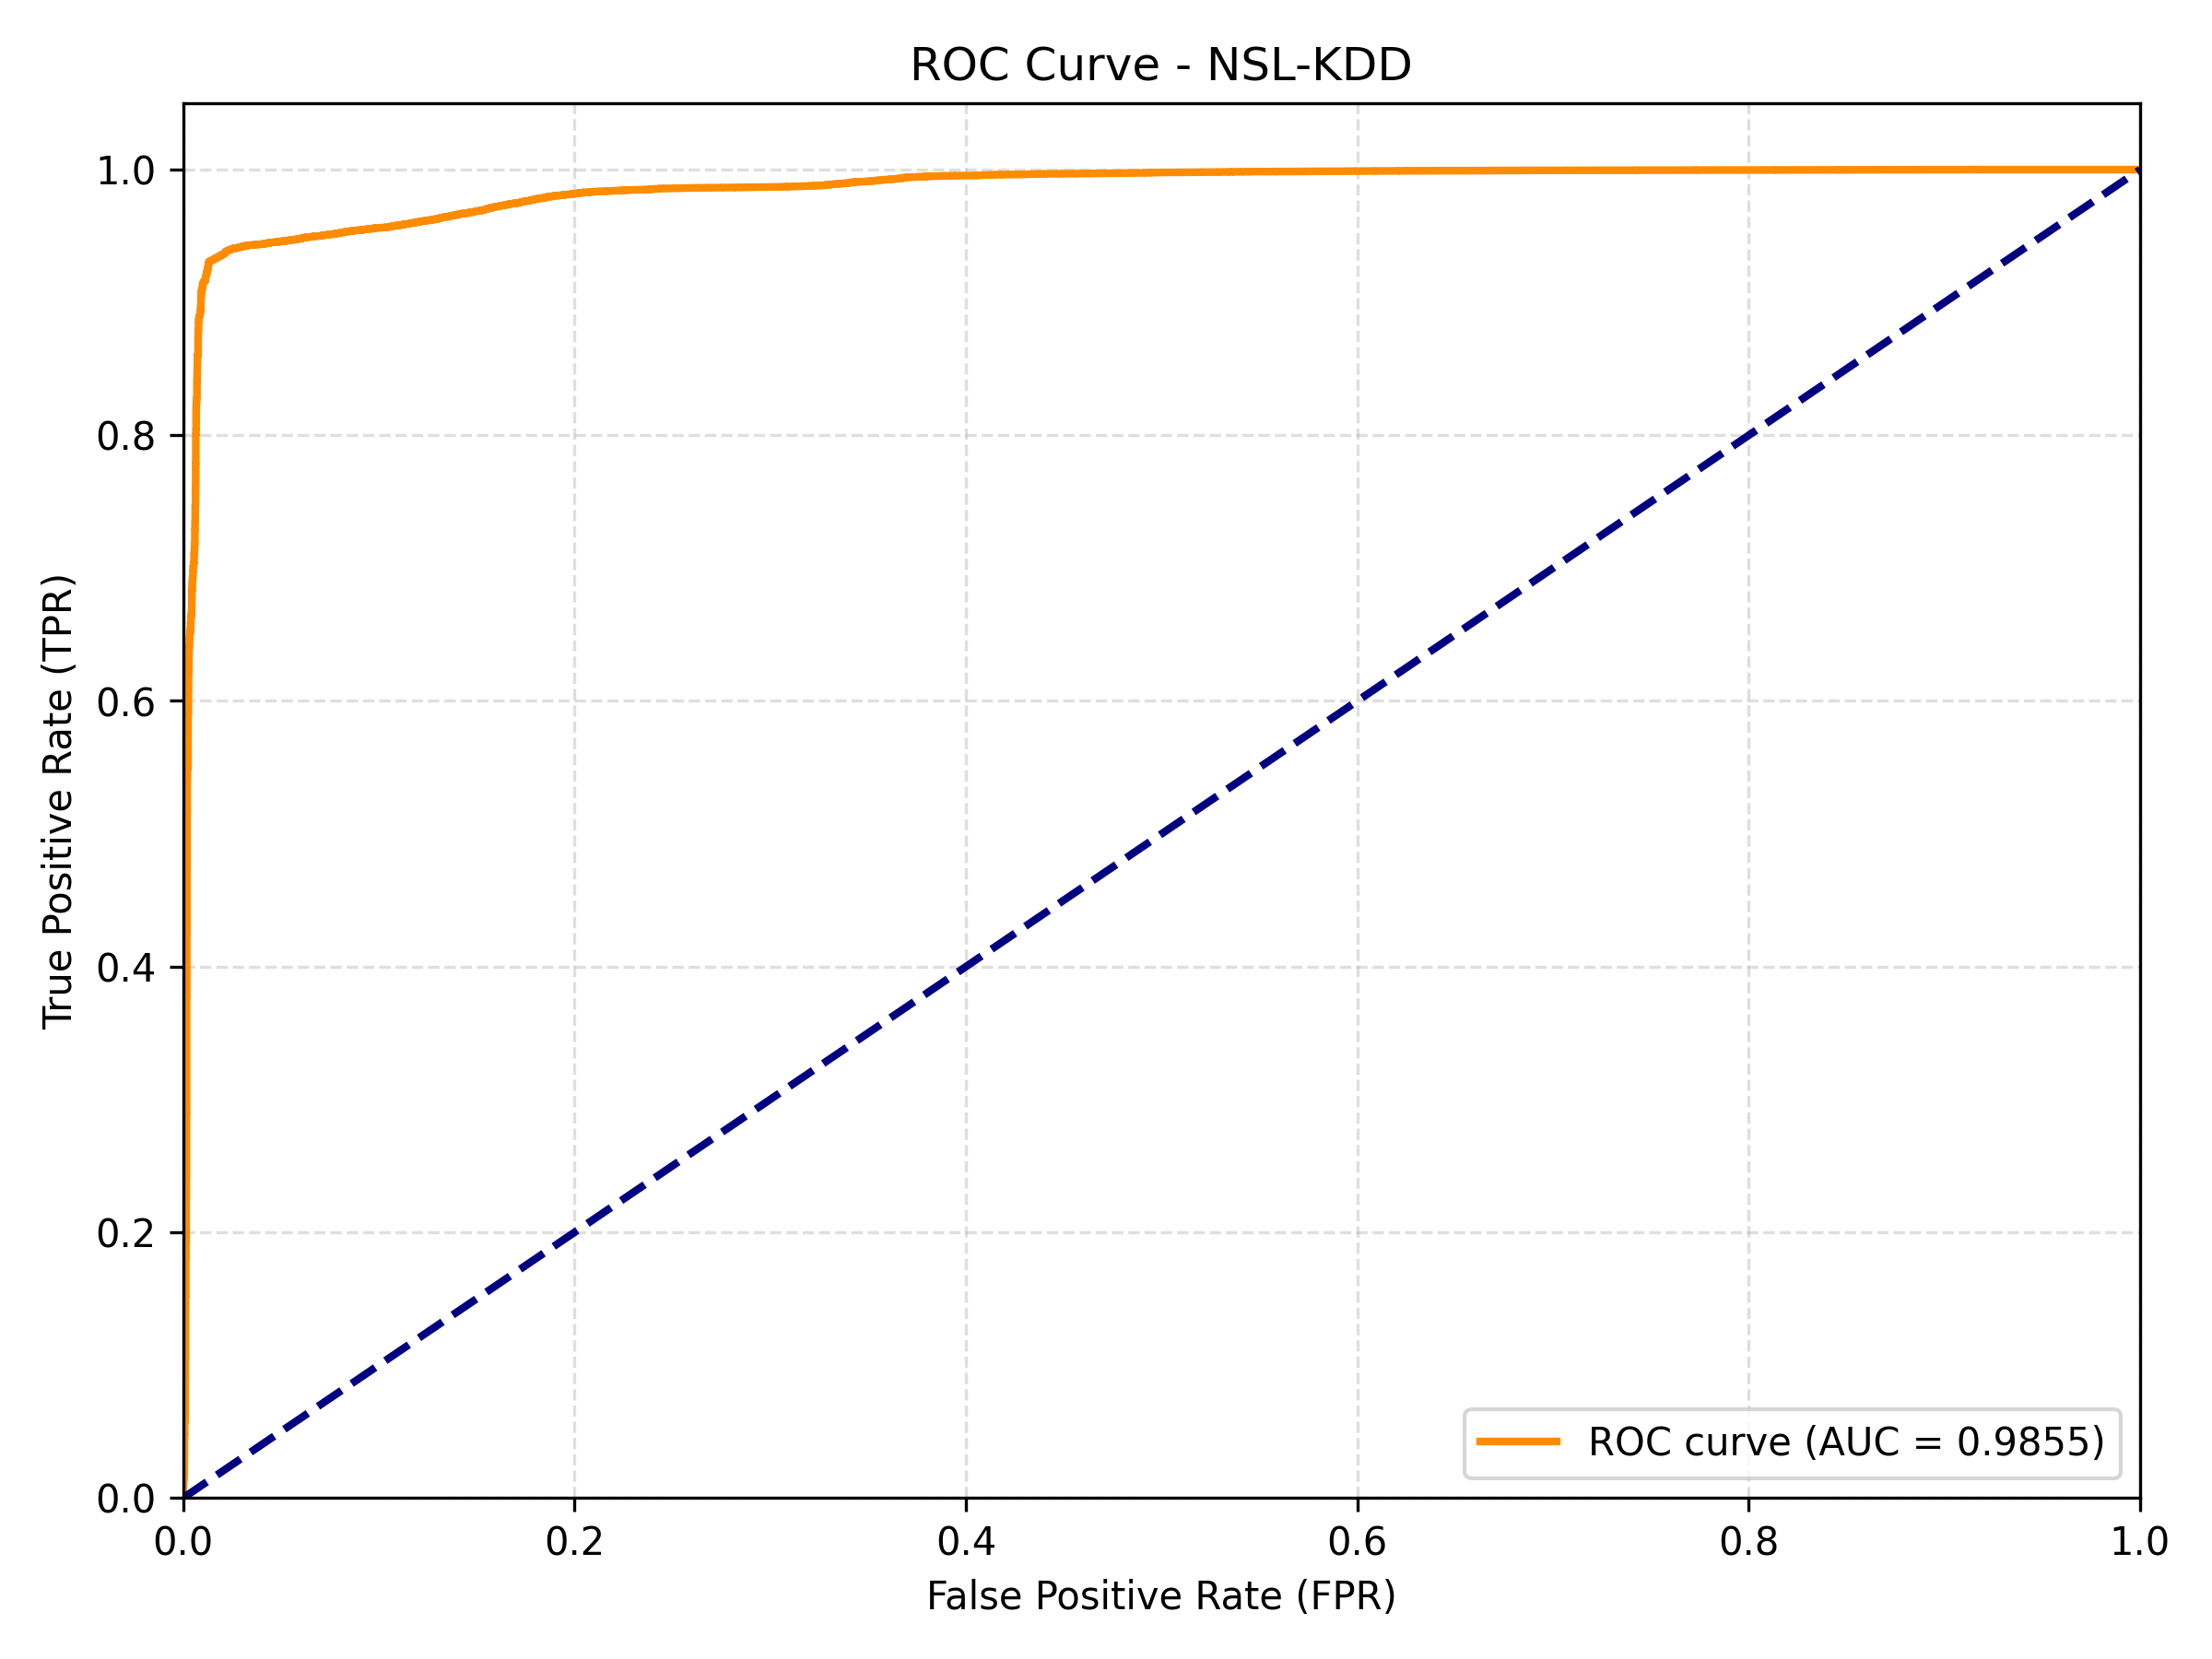 ROC Curve - NSL-KDD
True Positive Rate (TPR)
1.0
0.8
0.6
0.4
0.2
0.0
0.0 0.2 0.4 0.6 0.8 1.0
False Positive Rate (FPR)
ROC curve (AUC = 0.9855)